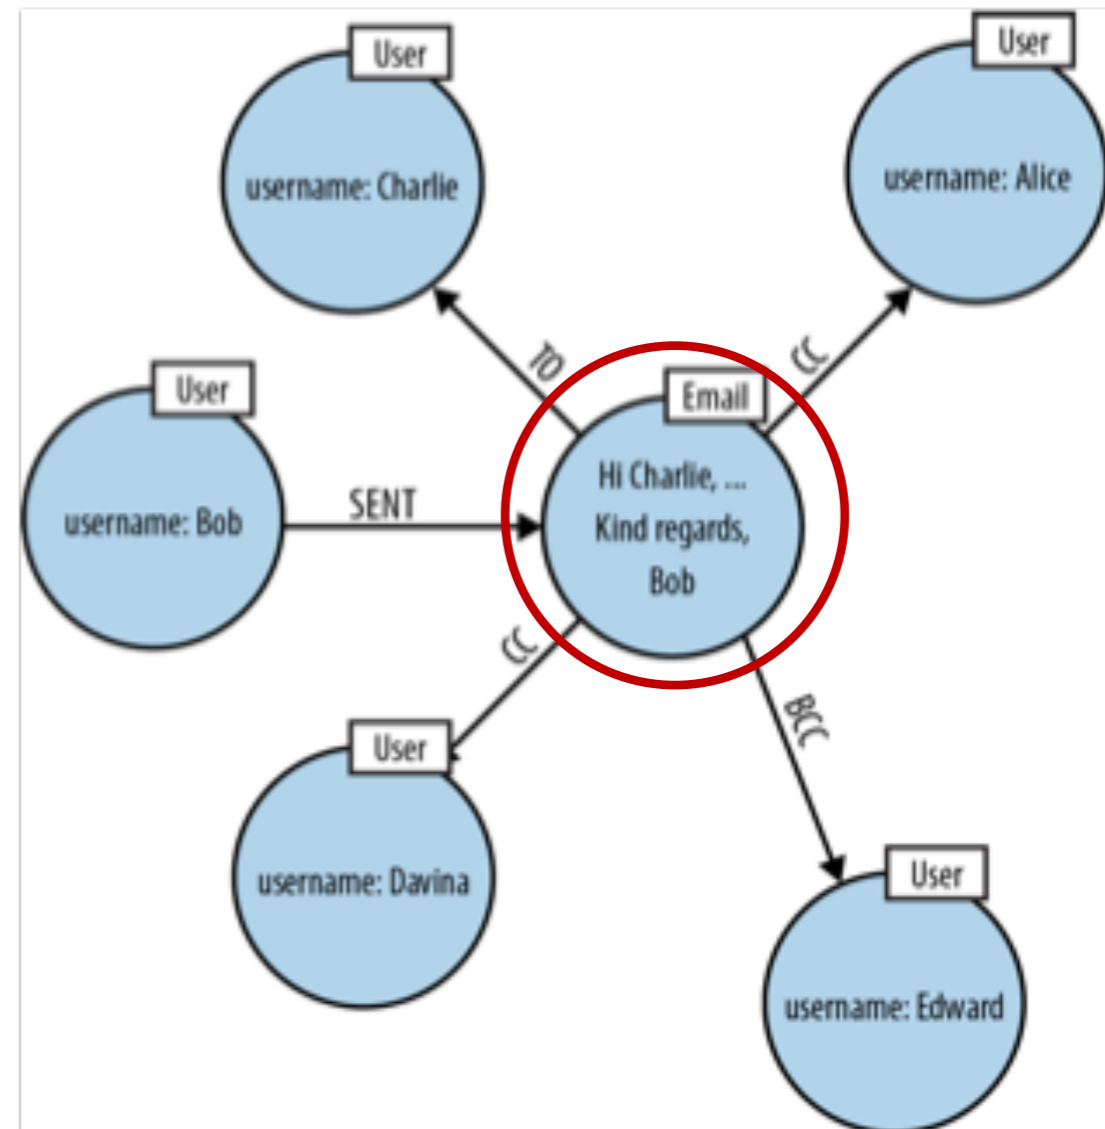 User
username: Charlie
User
username: Alice
TO
CC
User
username: Bob
SENT
Email
Hi Charlie, ...
Kind regards,
Bob
CC
BCC
User
username: Davina
User
username: Edward